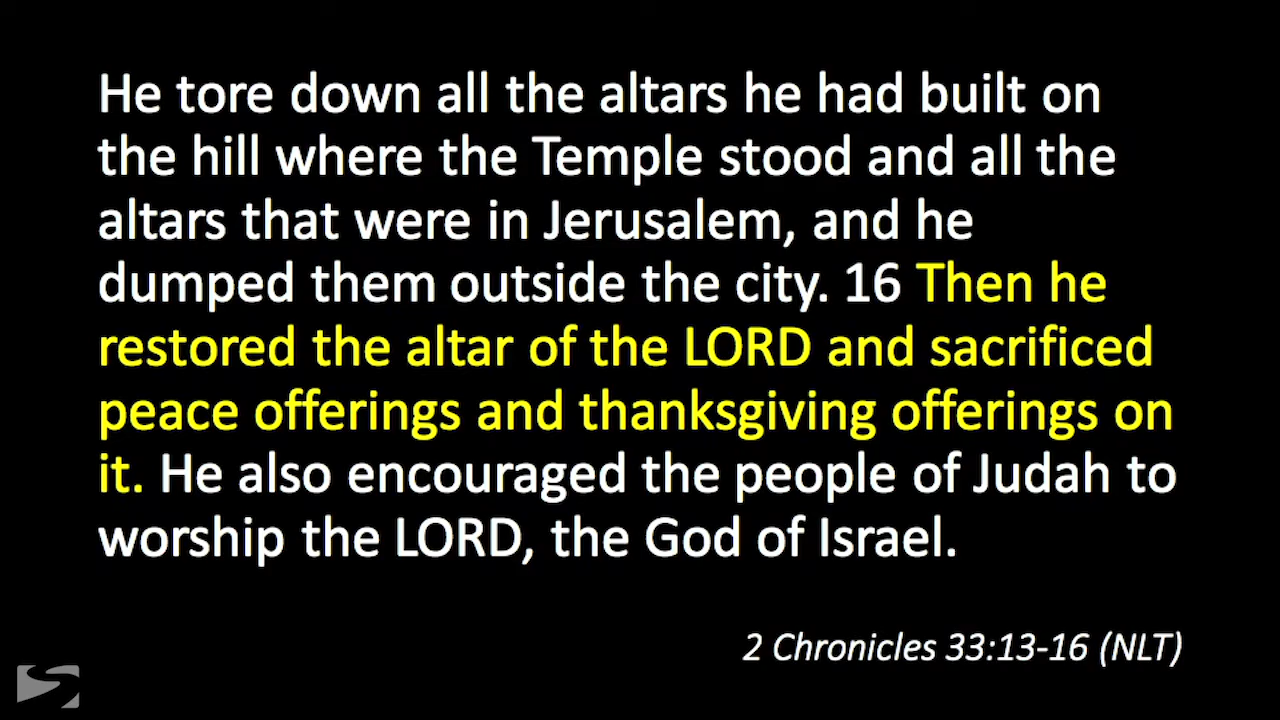 He tore down all the altars he had built on
the hill where the Temple stood and all the
altars that were in Jerusalem, and he
dumped them outside the city. 16 Then he
restored the altar of the LORD and sacrificed
peace offerings and thanksgiving offerings on
it. He also encouraged the people of Judah to
worship the LORD, the God of Israel.
2 Chronicles 33:13-16 (NLT)